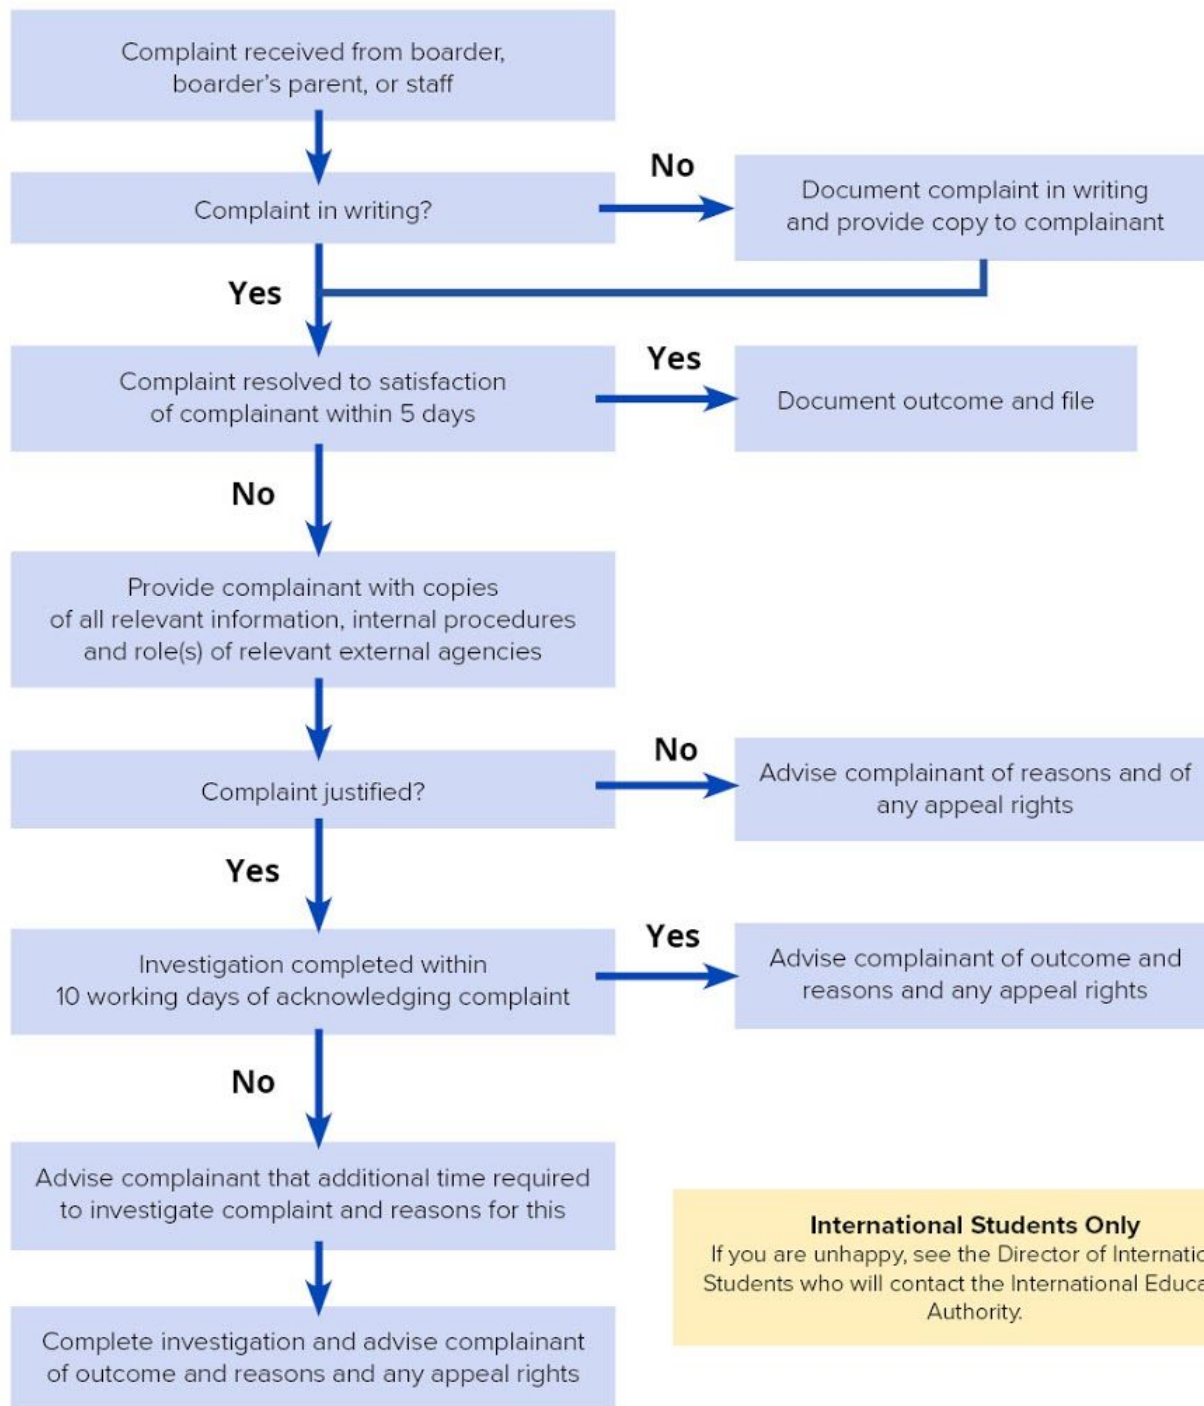 Complaint received from boarder,
boarder's parent, or staff
No
Complaint in writing?
Document complaint in writing
and provide copy to complainant
Yes
Complaint resolved to satisfaction
of complainant within 5 days
Yes
Document outcome and file
No
Provide complainant with copies
of all relevant information, internal procedures
and role(s) of relevant external agencies
Complaint justified?
No
Advise complainant of reasons and of
any appeal rights
Yes
Investigation completed within
10 working days of acknowledging complaint
Yes
Advise complainant of outcome and
reasons and any appeal rights
No
Advise complainant that additional time required
to investigate complaint and reasons for this
Complete investigation and advise complainant
of outcome and reasons and any appeal rights
International Students Only
If you are unhappy, see the Director of
Students who will contact the International
Authority.